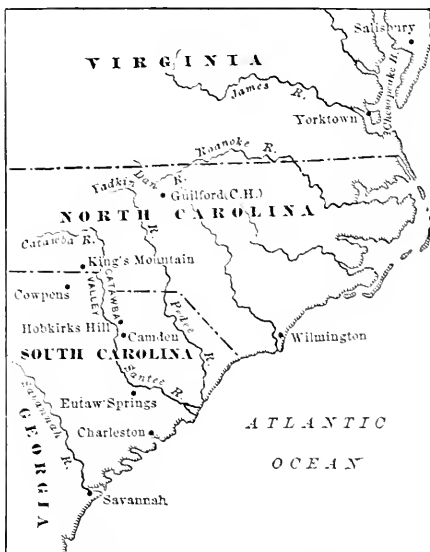 Salisbury
VIRGINIA
James R.
Chesapeake B.
Yorktown
Roanoke R.
Dan R.
Yadkin R.
Guilford (C.H.)
NORTH CAROLINA
Catawba R.
King's Mountain
Cowpens
CATAWBA
VALLEY
Pedee R.
Hobkirks Hill
Camden
Wilmington
SOUTH CAROLINA
Santee R.
Savannah R.
Eutaw Springs
Charleston
ATLANTIC
OCEAN
GEORGIA
Savannah